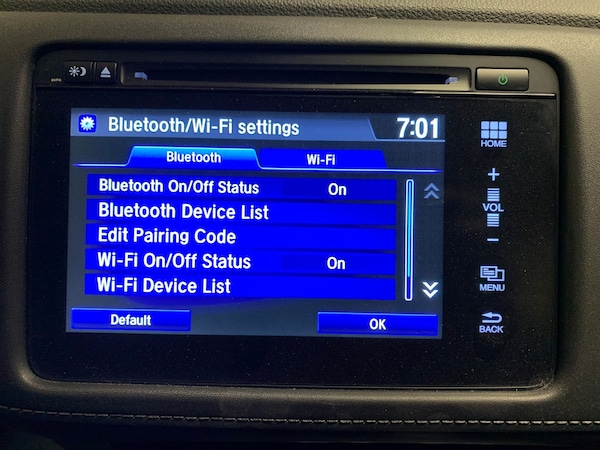 Bluetooth/Wi-Fi settings 7:01
Bluetooth Wi-Fi
Bluetooth On/Off Status On
Bluetooth Device List
Edit Pairing Code
Wi-Fi On/Off Status On
Wi-Fi Device List
Default OK
HOME
+
VOL
−
MENU
BACK